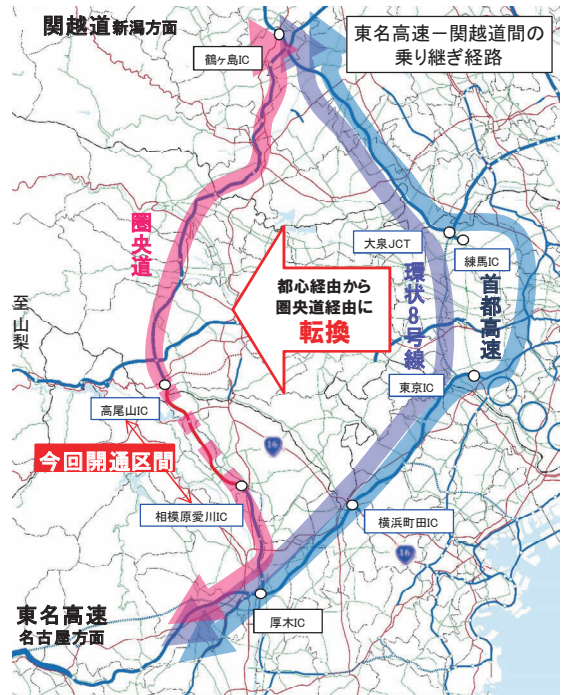 関越道新潟方面
東名高速－関越道間の
乗り継ぎ経路
鶴ヶ島IC
圏央道
大泉JCT
練馬IC
環状8号線
首都高速
都心経由から
圏央道経由に
転換
至山梨
東京IC
高尾山IC
今回開通区間
16
相模原愛川IC
横浜町田IC
16
厚木IC
東名高速
名古屋方面